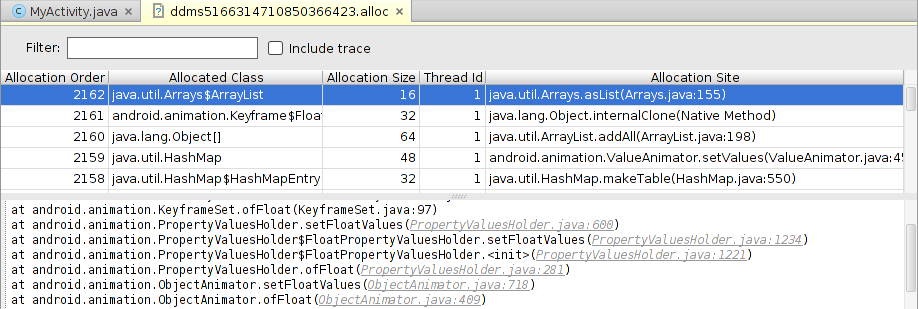 MyActivity.java × ddms5166314710850366423.alloc ×
Filter: Include trace
Allocation Order Allocated Class Allocation Size Thread Id Allocation Site
2162 java.util.Arrays$ArrayList 16 1 java.util.Arrays.asList(Arrays.java:155)
2161 android.animation.Keyframe$Floa 32 1 java.lang.Object.internalClone(Native Method)
2160 java.lang.Object[] 64 1 java.util.ArrayList.addAll(ArrayList.java:198)
2159 java.util.HashMap 48 1 android.animation.ValueAnimator.setValues(ValueAnimator.java:45
2158 java.util.HashMap$HashMapEntry 32 1 java.util.HashMap.makeTable(HashMap.java:550)
at android.animation.KeyframeSet.ofFloat(KeyframeSet.java:97)
at android.animation.PropertyValuesHolder.setFloatValues(PropertyValuesHolder.java:600)
at android.animation.PropertyValuesHolder$FloatPropertyValuesHolder.setFloatValues(PropertyValuesHolder.java:1234)
at android.animation.PropertyValuesHolder$FloatPropertyValuesHolder.<init>(PropertyValuesHolder.java:1221)
at android.animation.PropertyValuesHolder.ofFloat(PropertyValuesHolder.java:281)
at android.animation.ObjectAnimator.setFloatValues(ObjectAnimator.java:718)
at android.animation.ObjectAnimator.ofFloat(ObjectAnimator.java:409)